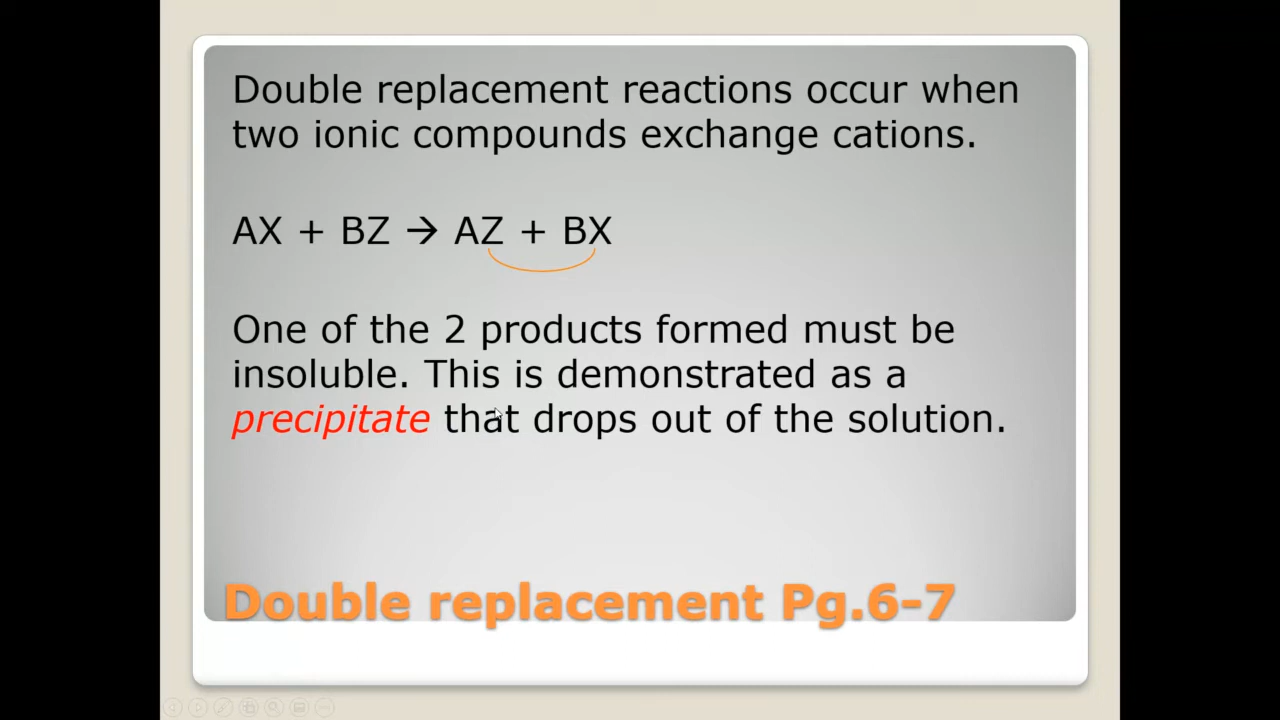 Double replacement reactions occur when
two ionic compounds exchange cations.
AX + BZ → AZ + BX
One of the 2 products formed must be
insoluble. This is demonstrated as a
precipitate that drops out of the solution.
Double replacement Pg.6-7